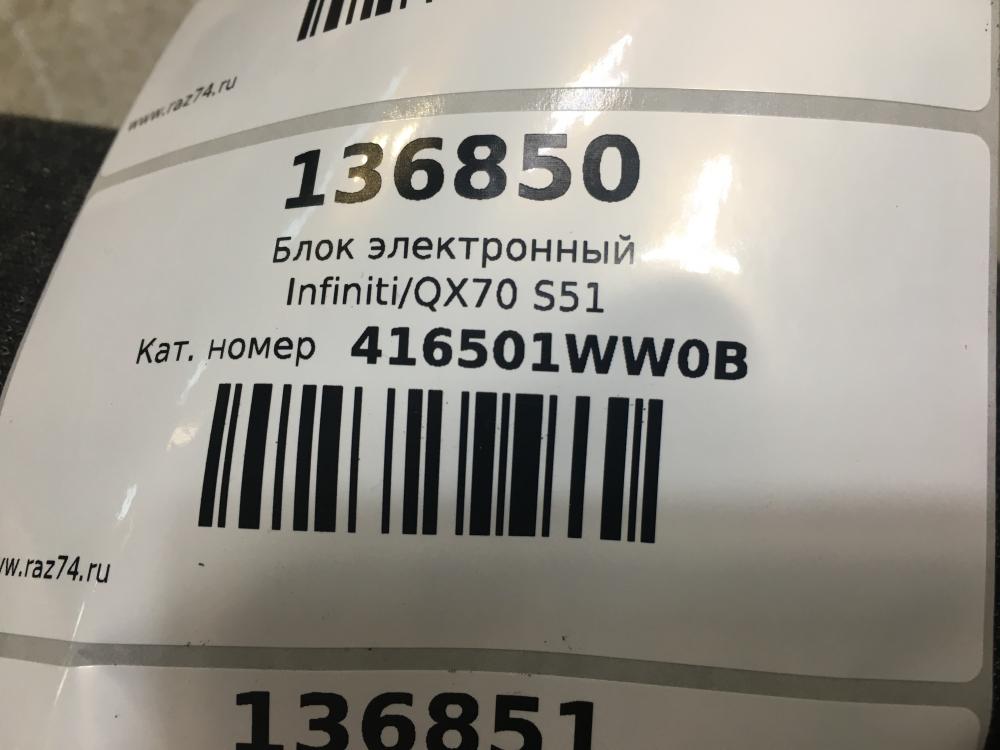 www.raz74.ru
136850
Блок электронный
Infiniti/QX70 S51
Кат. номер 416501WW0B
w.raz74.ru
136851